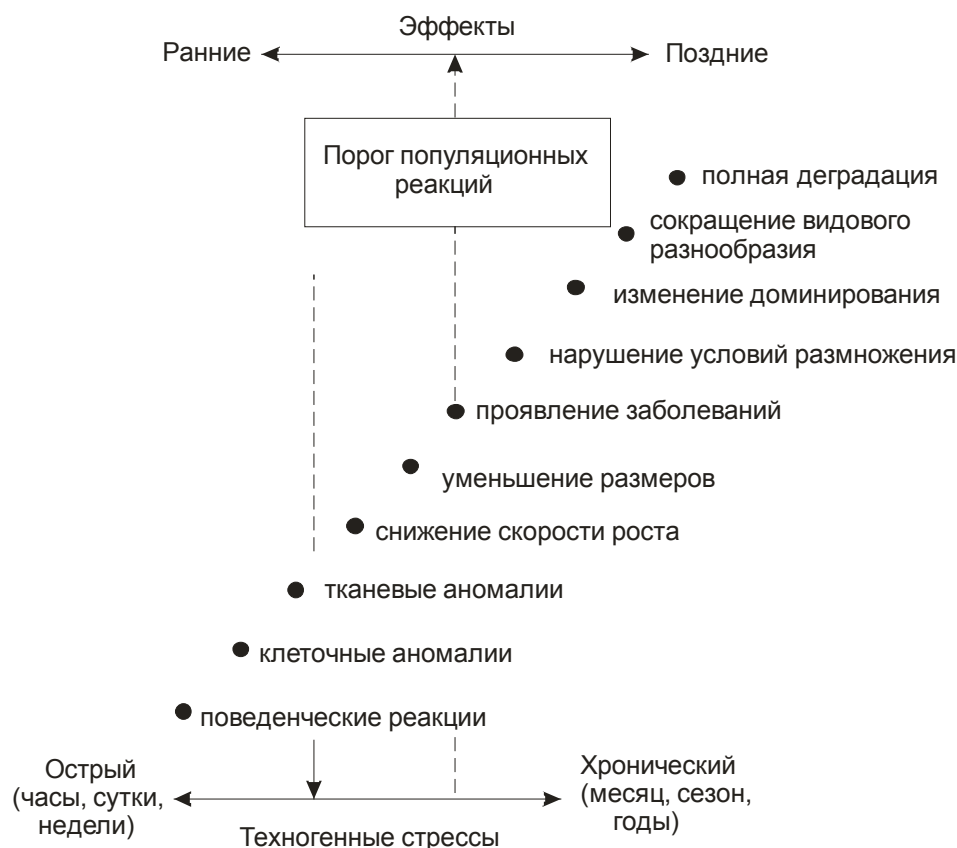 Эффекты
Ранние
Поздние
Порог популяционных
реакций
полная деградация
сокращение видового
разнообразия
изменение доминирования
нарушение условий размножения
проявление заболеваний
уменьшение размеров
снижение скорости роста
тканевые аномалии
клеточные аномалии
поведенческие реакции
Острый
(часы, сутки,
недели)
Хронический
(месяц, сезон,
годы)
Техногенные стрессы